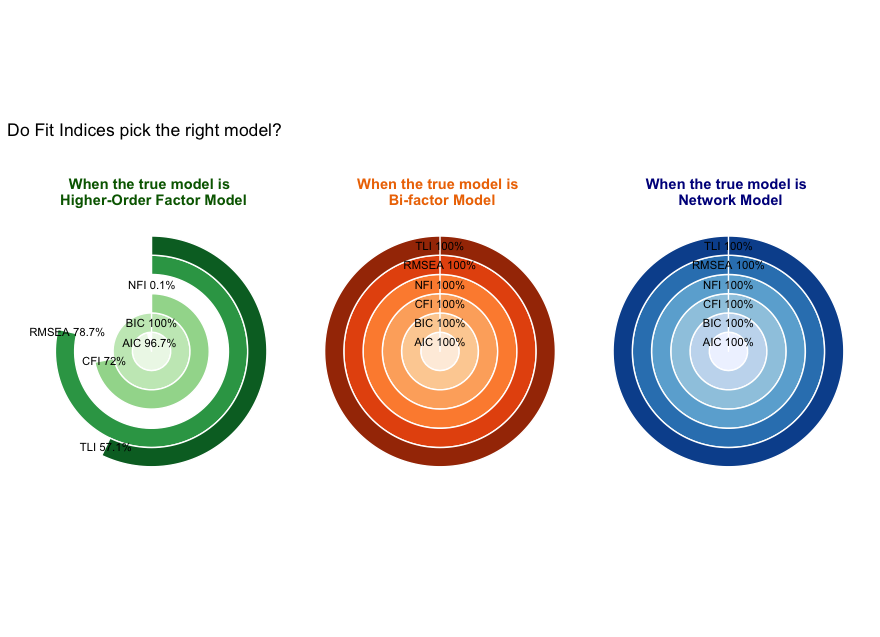 Do Fit Indices pick the right model?
When the true model is
Higher-Order Factor Model
NFI 0.1%
BIC 100%
RMSEA 78.7%
AIC 96.7%
CFI 72%
TLI 57.1%
When the true model is
Bi-factor Model
TLI 100%
RMSEA 100%
NFI 100%
CFI 100%
BIC 100%
AIC 100%
When the true model is
Network Model
TLI 100%
RMSEA 100%
NFI 100%
CFI 100%
BIC 100%
AIC 100%